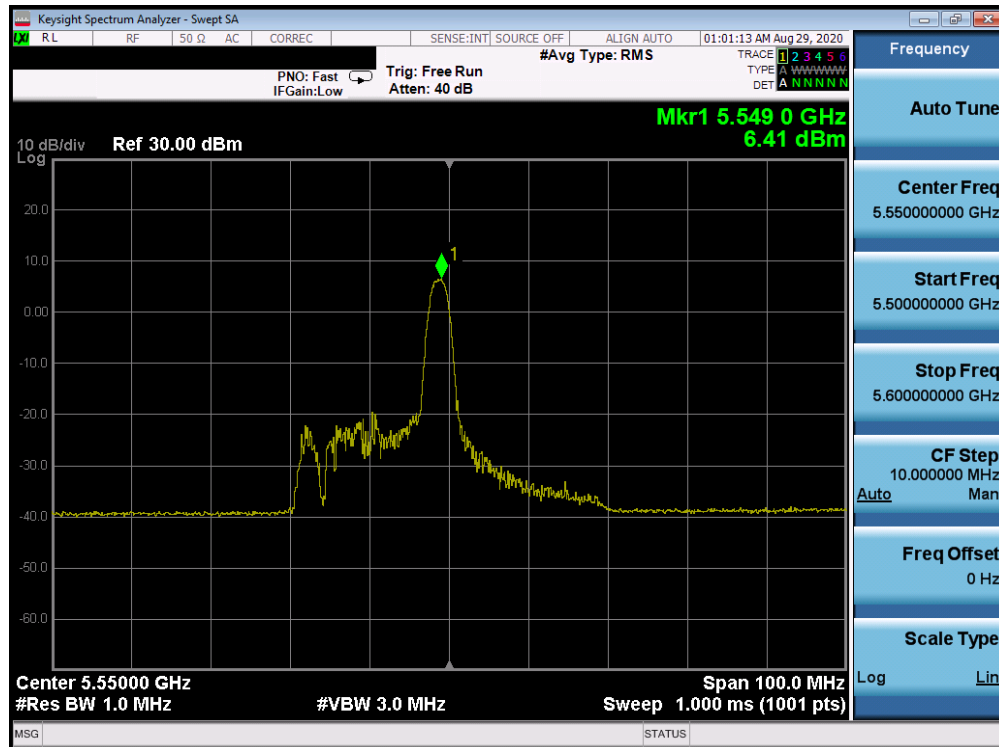 Keysight Spectrum Analyzer - Swept SA
LXI RL RF 50 Ω AC CORREC SENSE:INT SOURCE OFF ALIGN AUTO 01:01:13 AM Aug 29, 2020
#Avg Type: RMS
TRACE 1 2 3 4 5 6
PNO: Fast Trig: Free Run
TYPE A WWWWW
IFGain:Low Atten: 40 dB
DET A N N N N N
Mkr1 5.549 0 GHz
6.41 dBm
10 dB/div Ref 30.00 dBm
Log
20.0
10.0
0.00
-10.0
-20.0
-30.0
-40.0
-50.0
-60.0
1
Center 5.55000 GHz Span 100.0 MHz
#Res BW 1.0 MHz #VBW 3.0 MHz Sweep 1.000 ms (1001 pts)
MSG STATUS
Frequency
Auto Tune
Center Freq
5.550000000 GHz
Start Freq
5.500000000 GHz
Stop Freq
5.600000000 GHz
CF Step
10.000000 MHz
Auto Man
Freq Offset
0 Hz
Scale Type
Log Lin